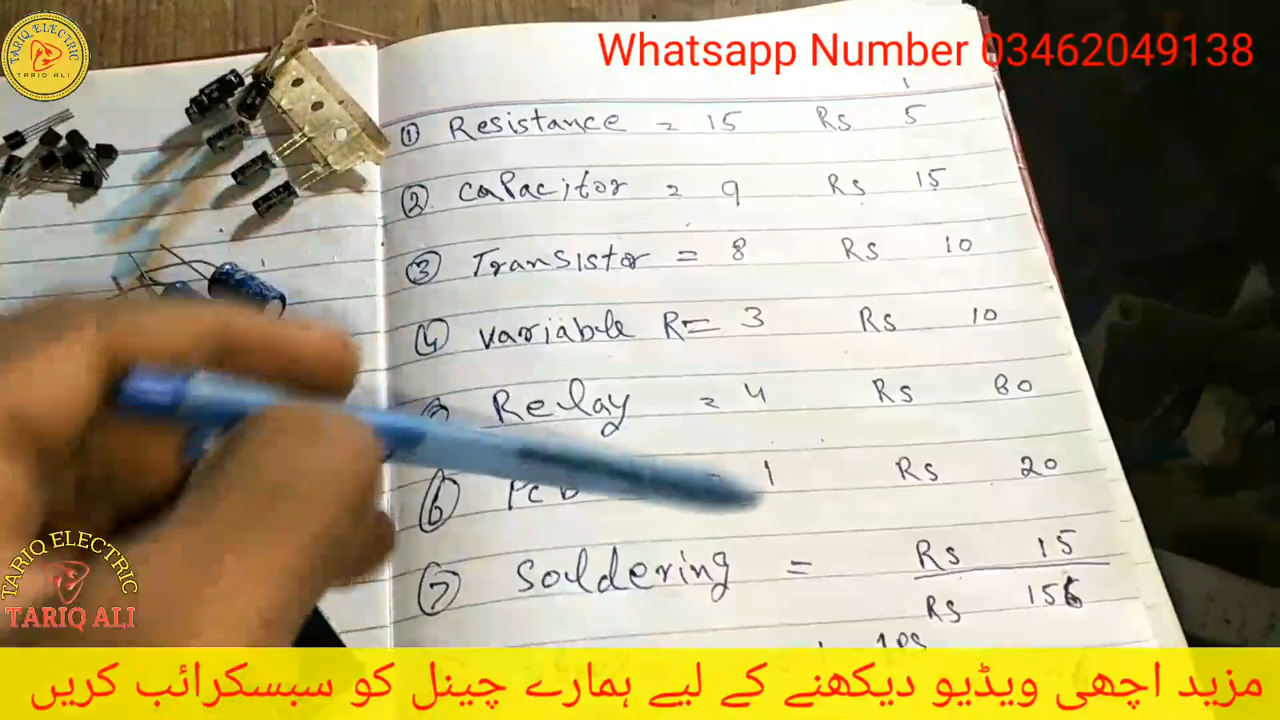 TARIQ ELECTRIC
TARIQ ALI
Whatsapp Number 03462049138
① Resistance = 15 Rs 5
② Capacitor = 9 Rs 15
③ Transistor = 8 Rs 10
④ Variable R = 3 Rs 10
Relay = 4 Rs 80
⑥ PCB 1 Rs 20
⑦ Soldering = Rs 15
Rs
TARIQ ELECTRIC
TARIQ ALI
مزید اچھی ویڈیو دیکھنے کے لیے ہمارے چینل کو سبسکرائب کریں